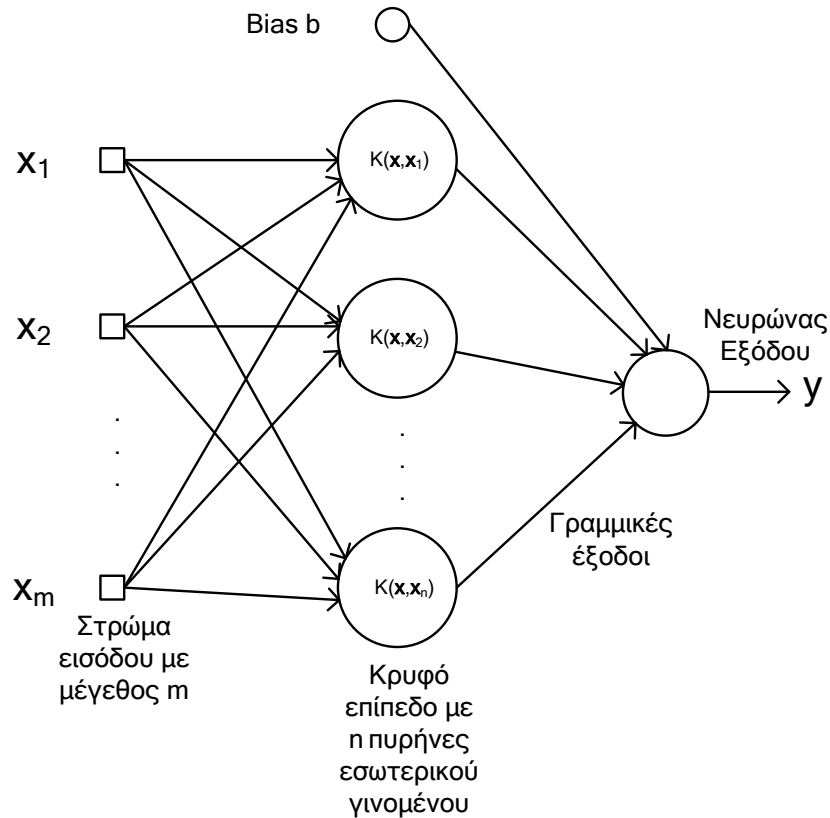 Bias b
x₁
K(x,x₁)
x₂
K(x,x₂)
Νευρώνας
Εξόδου
y
.
.
.
.
.
.
Γραμμικές
έξοδοι
xₘ
K(x,xₙ)
Στρώμα
εισόδου με
μέγεθος m
Κρυφό
επίπεδο με
n πυρήνες
εσωτερικού
γινομένου